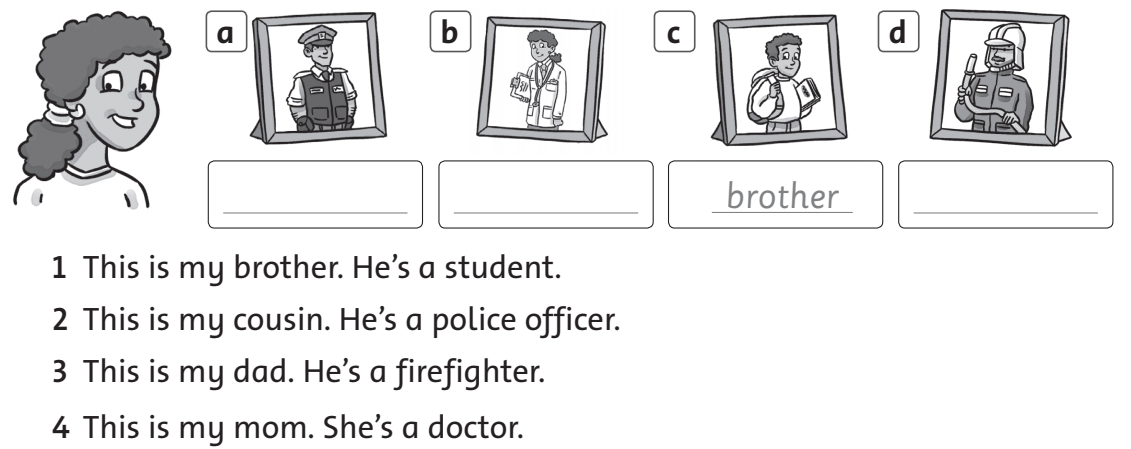 a b c d
brother
1 This is my brother. He's a student.
2 This is my cousin. He's a police officer.
3 This is my dad. He's a firefighter.
4 This is my mom. She's a doctor.